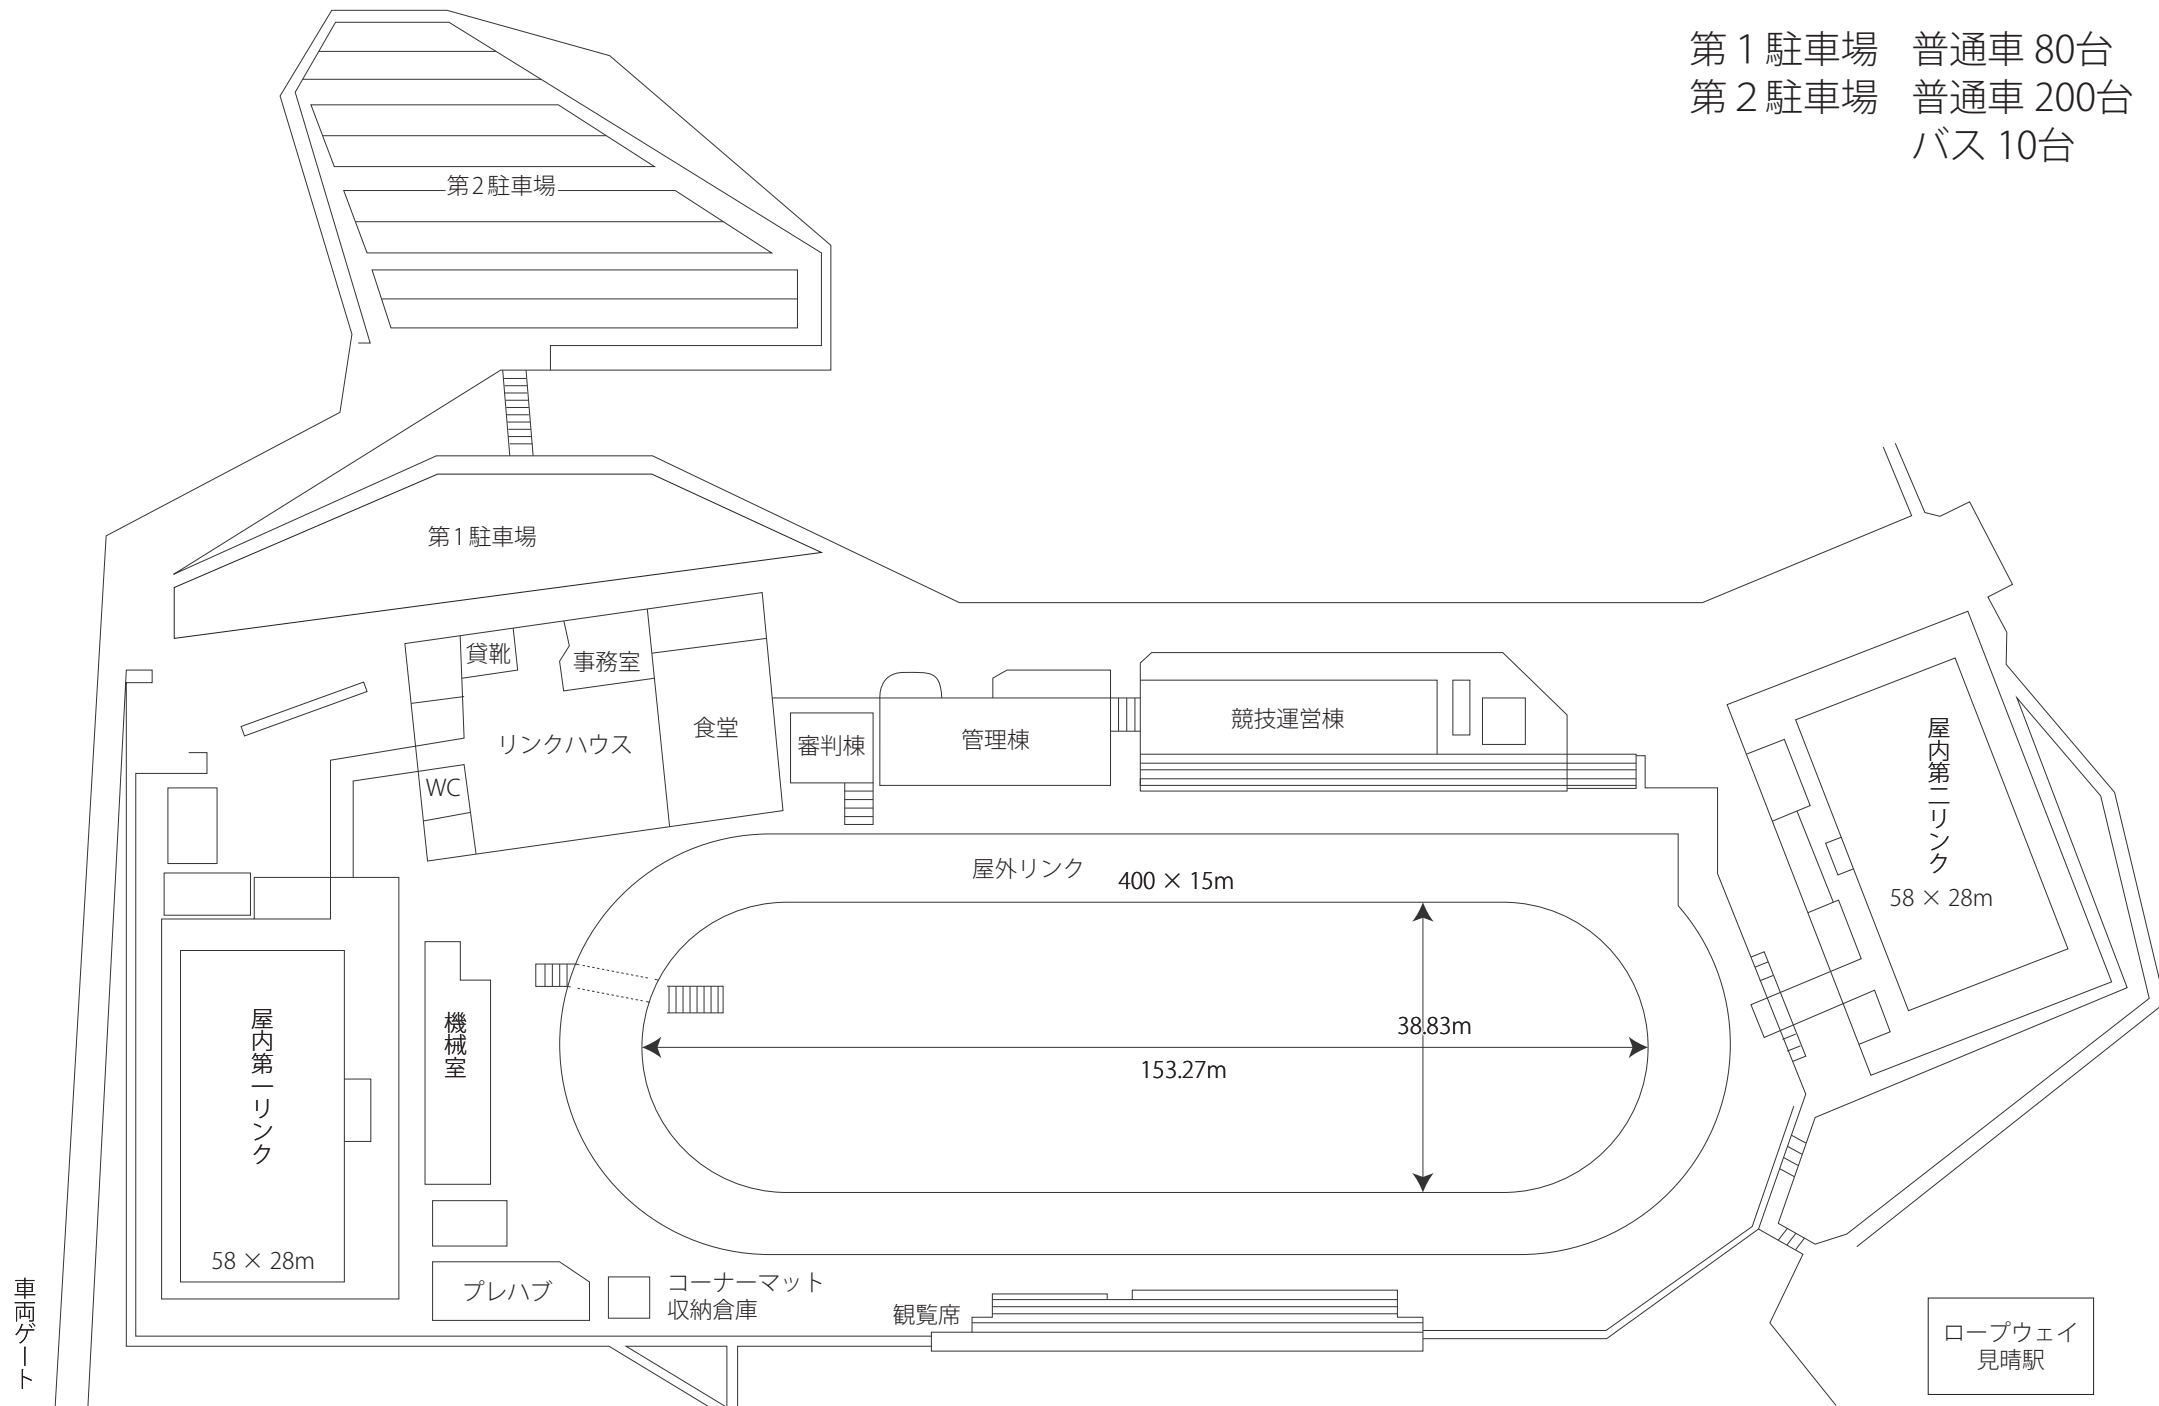 第１駐車場　普通車 80台
第２駐車場　普通車 200台
バス 10台
第2駐車場
第1駐車場
貸靴
事務室
リンクハウス
食堂
WC
審判棟
管理棟
競技運営棟
屋内第二リンク
58 × 28m
屋外リンク
400 × 15m
38.83m
153.27m
屋内第一リンク
58 × 28m
機械室
プレハブ
コーナーマット
収納倉庫
観覧席
車両ゲート
ロープウェイ
見晴駅